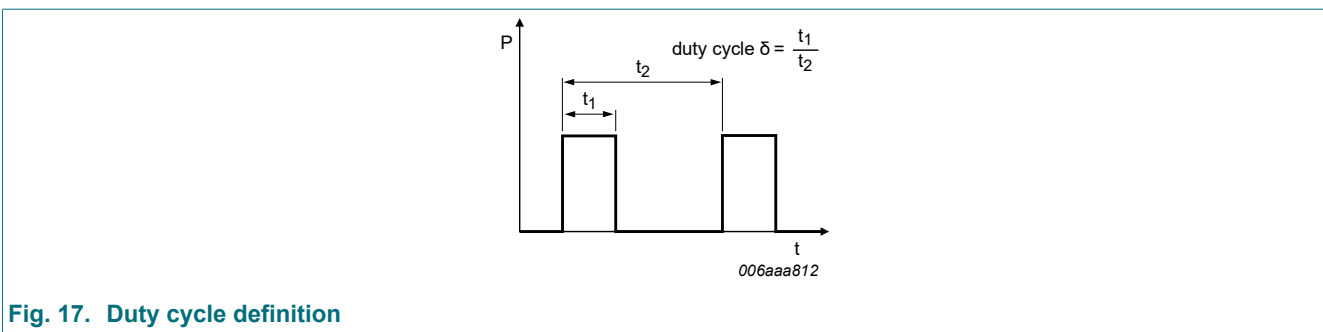 P
duty cycle δ = t1
t2
t2
t1
t
006aaa812
Fig. 17. Duty cycle definition